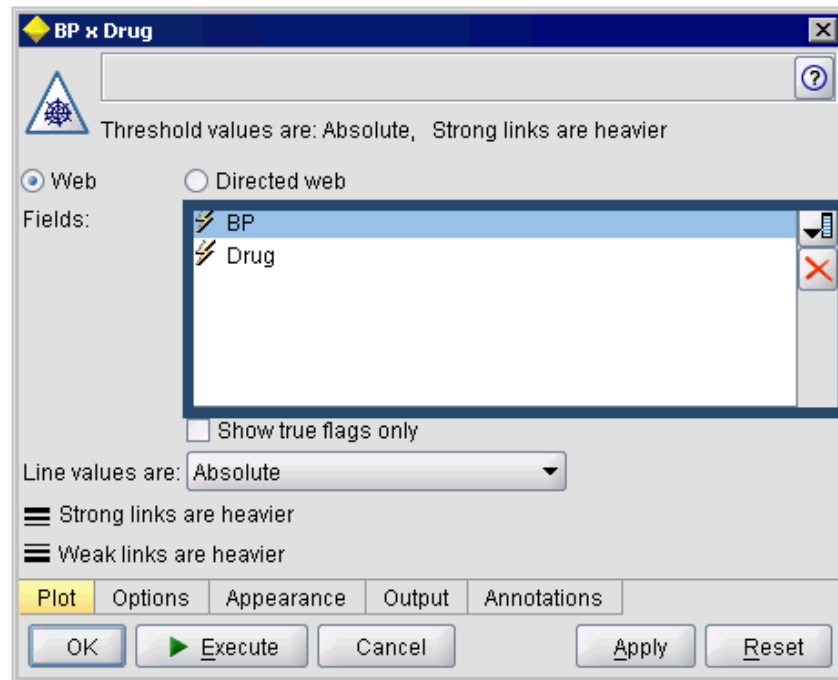 BP x Drug
Threshold values are: Absolute, Strong links are heavier
Web Directed web
Fields:
BP
Drug
Show true flags only
Line values are: Absolute
Strong links are heavier
Weak links are heavier
Plot Options Appearance Output Annotations
OK Execute Cancel Apply Reset